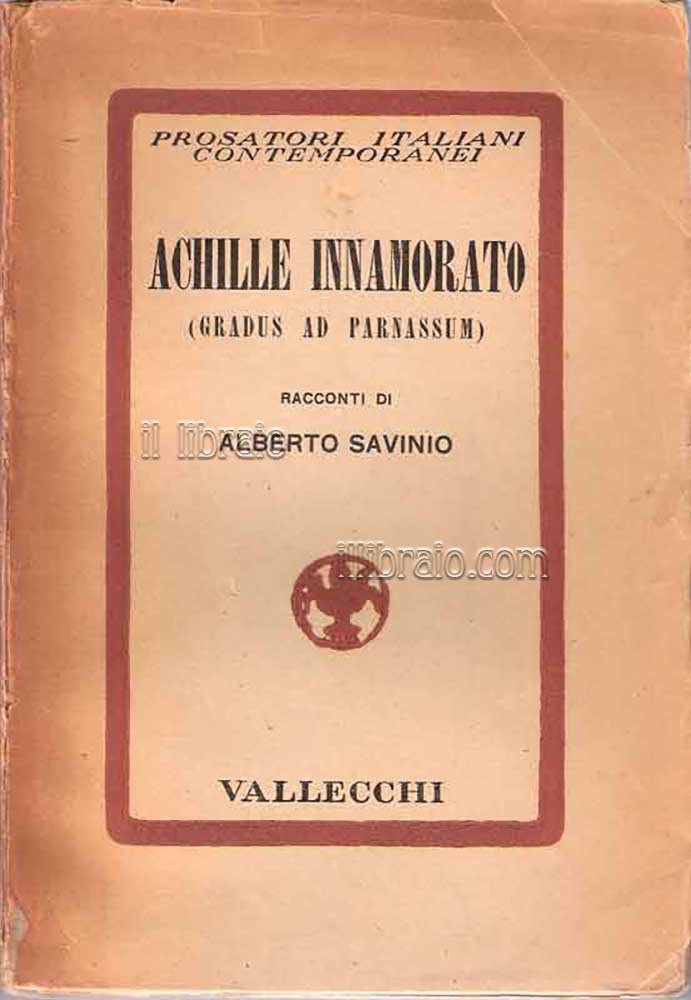 PROSATORI ITALIANI
CONTEMPORANEI
ACHILLE INNAMORATO
(GRADUS AD PARNASSUM)
RACCONTI DI
il libraio
ALBERTO SAVINIO
illibraio.com
VALLECCHI